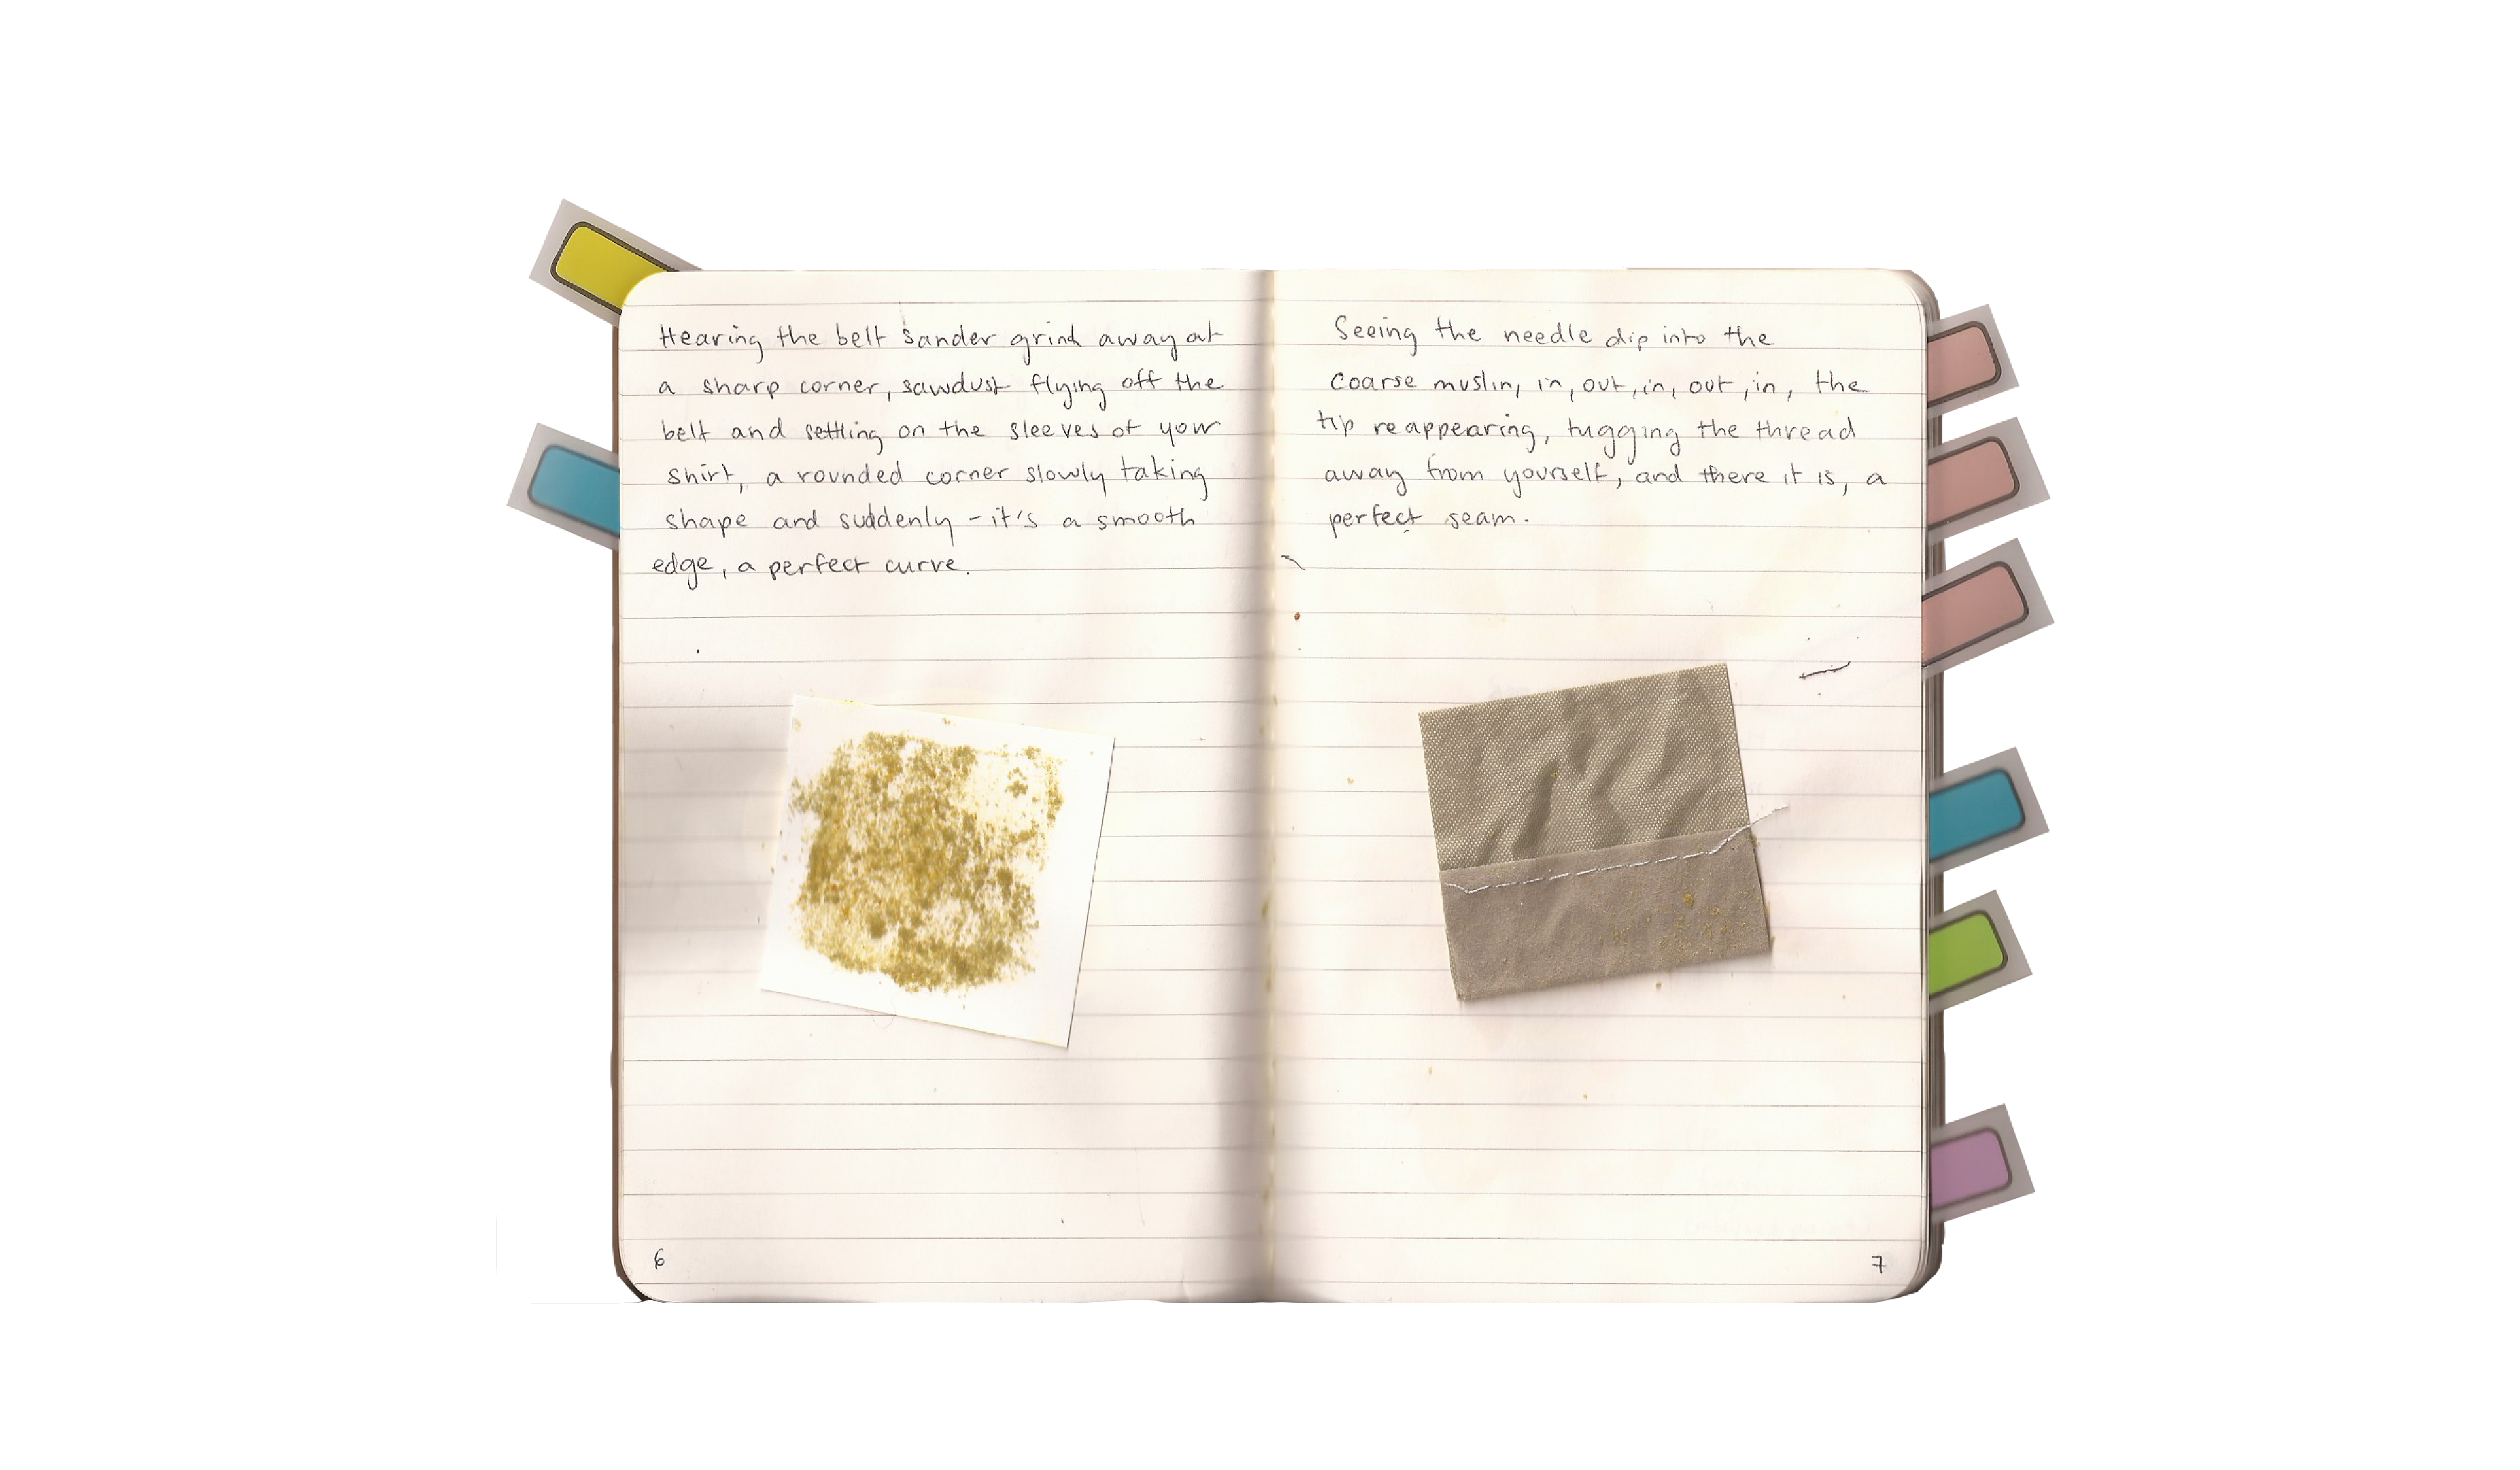 Hearing the belt sander grind away at
a sharp corner, sawdust flying off the
belt and settling on the sleeves of your
shirt, a rounded corner slowly taking
shape and suddenly - it's a smooth
edge, a perfect curve.
6
Seeing the needle dip into the
coarse muslin, in, out, in, out, in, the
tip reappearing, tugging the thread
away from yourself, and there it is, a
perfect seam.
7